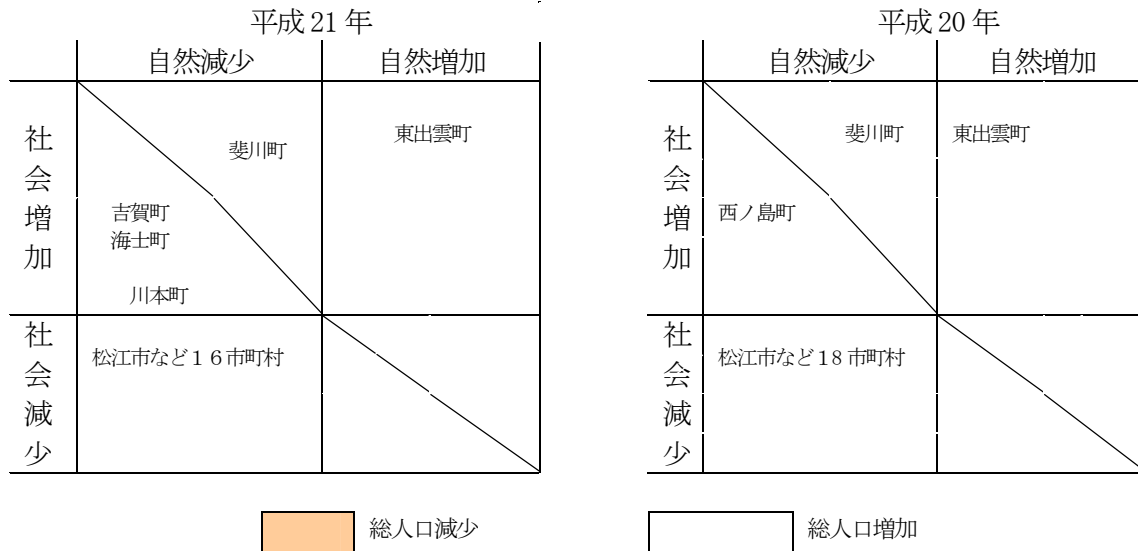 平成21年
自然減少 自然増加
社会増加
斐川町
東出雲町
吉賀町
海士町
川本町
社会減少
松江市など１６市町村
平成20年
自然減少 自然増加
社会増加
斐川町
東出雲町
西ノ島町
社会減少
松江市など18市町村
総人口減少
総人口増加